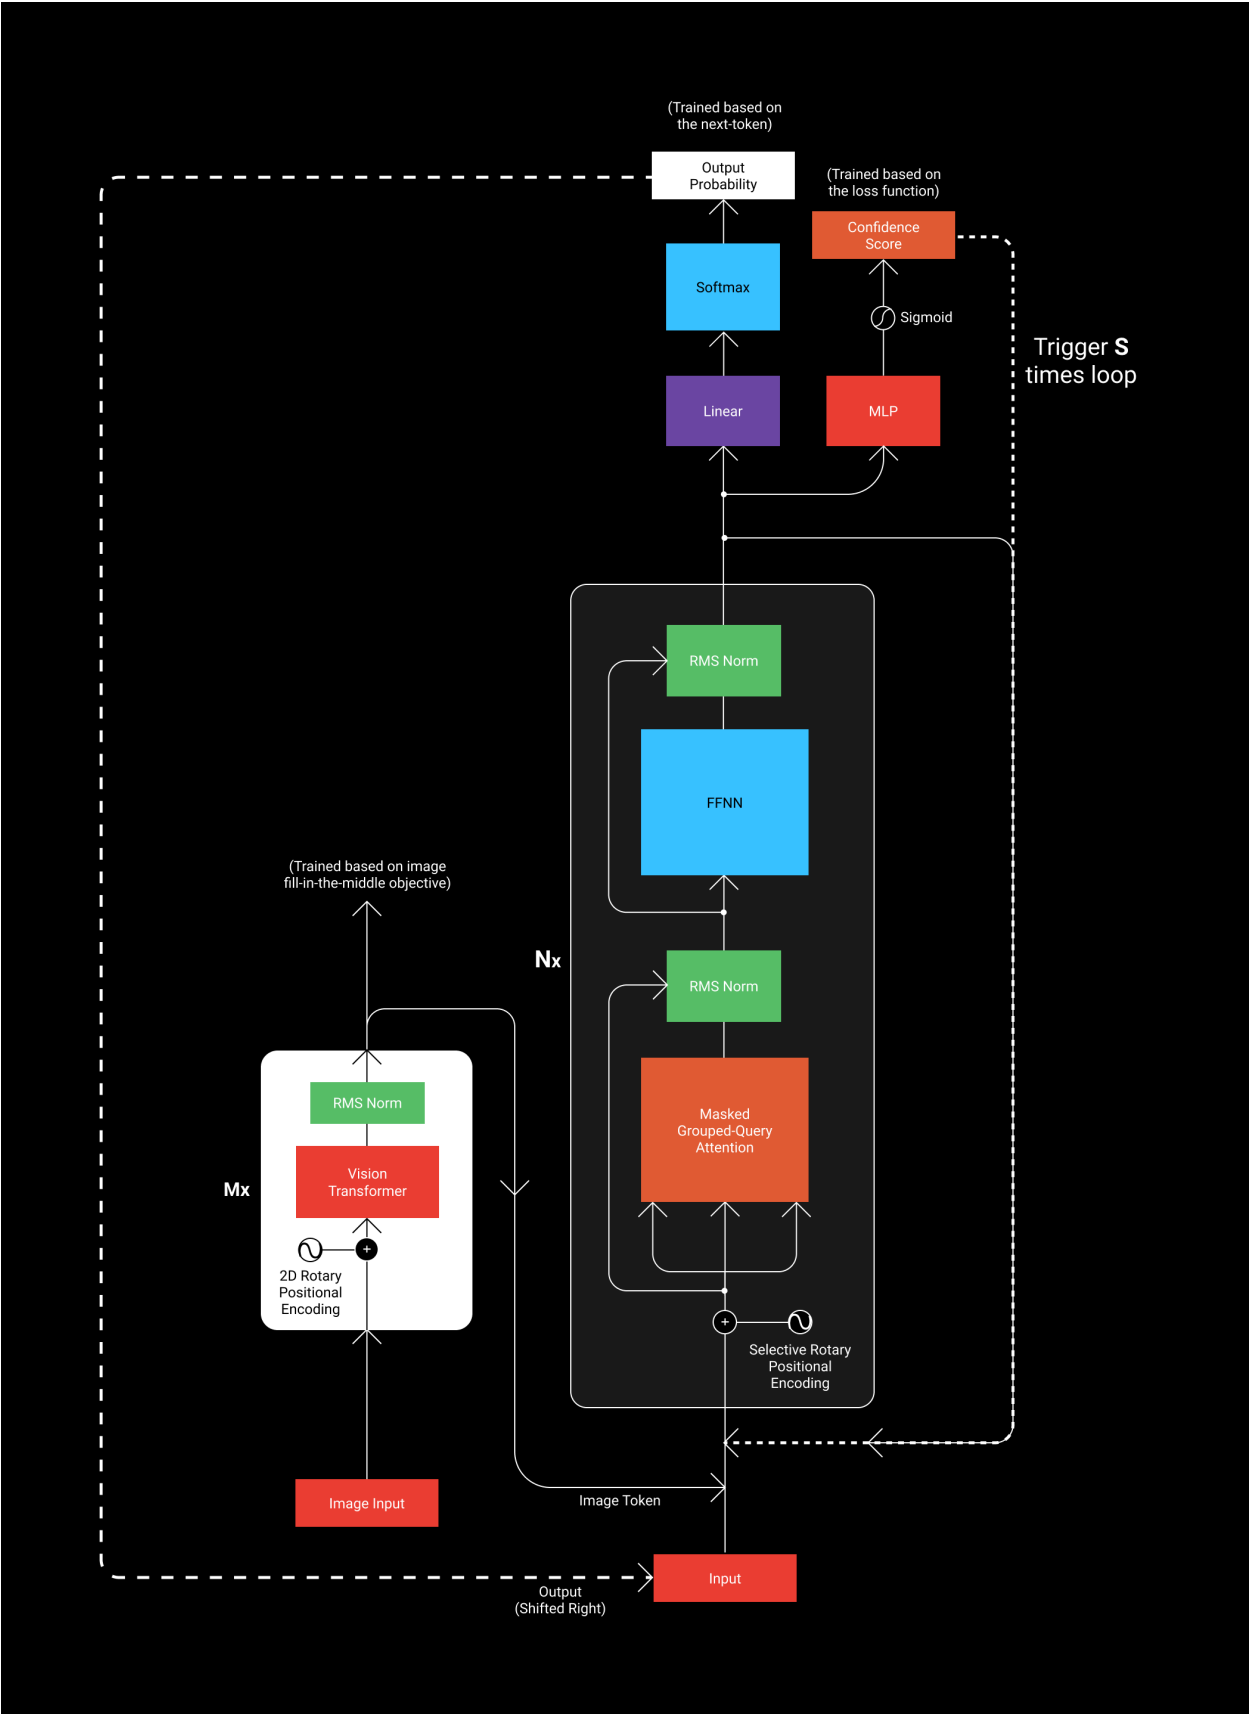 (Trained based on
the next-token)
Output
Probability
(Trained based on
the loss function)
Confidence
Score
Softmax
Sigmoid
Trigger S
times loop
Linear
MLP
RMS Norm
FFNN
(Trained based on image
fill-in-the-middle objective)
Nx
RMS Norm
Masked
Grouped-Query
Attention
RMS Norm
Vision
Transformer
Mx
+
2D Rotary
Positional
Encoding
+
Selective Rotary
Positional
Encoding
Image Input
Image Token
Input
Output
(Shifted Right)